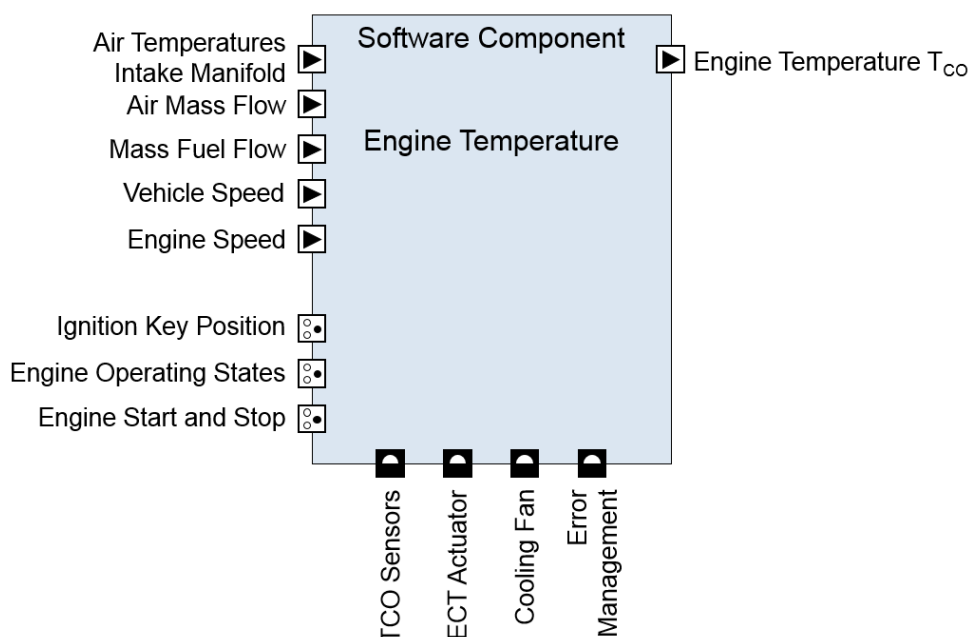 Software Component
Engine Temperature
Air Temperatures
Intake Manifold
Air Mass Flow
Mass Fuel Flow
Vehicle Speed
Engine Speed
Ignition Key Position
Engine Operating States
Engine Start and Stop
Engine Temperature T_CO
TCO Sensors
ECT Actuator
Cooling Fan
Error
Management